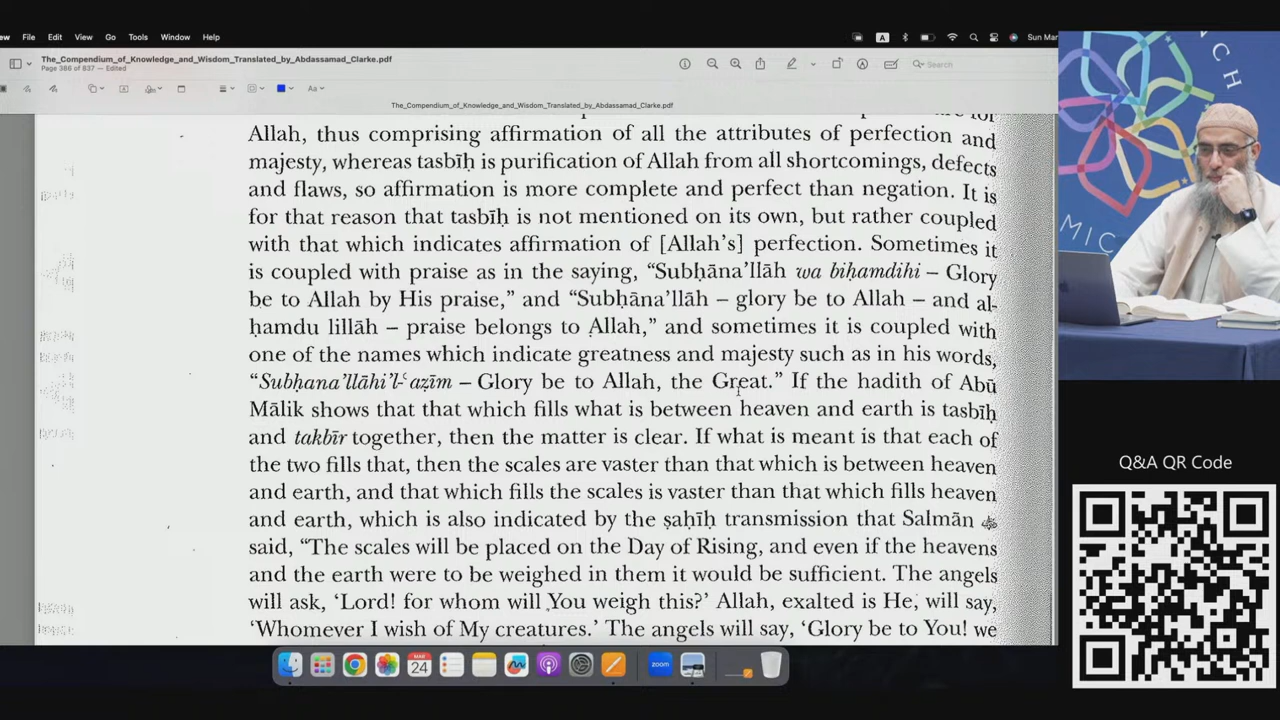 File Edit View Go Tools Window Help
A
Sun Mar
The_Compendium_of_Knowledge_and_Wisdom_Translated_by_Abdassamad_Clarke.pdf
Page 386 of 837 – Edited
Search
The_Compendium_of_Knowledge_and_Wisdom_Translated_by_Abdassamad_Clarke.pdf
Allah, thus comprising affirmation of all the attributes of perfection and
majesty, whereas tasbīḥ is purification of Allah from all shortcomings, defects
and flaws, so affirmation is more complete and perfect than negation. It is
for that reason that tasbīḥ is not mentioned on its own, but rather coupled
with that which indicates affirmation of [Allah's] perfection. Sometimes it
is coupled with praise as in the saying, “Subḥāna'llāh wa biḥamdihi – Glory
be to Allah by His praise,” and “Subḥāna'llāh – glory be to Allah – and al-
ḥamdu lillāh – praise belongs to Allah,” and sometimes it is coupled with
one of the names which indicate greatness and majesty such as in his words,
“Subḥana'llāhi'l-ʿaẓīm – Glory be to Allah, the Great.” If the hadith of Abū
Mālik shows that that which fills what is between heaven and earth is tasbīḥ
and takbīr together, then the matter is clear. If what is meant is that each of
the two fills that, then the scales are vaster than that which is between heaven
and earth, and that which fills the scales is vaster than that which fills heaven
and earth, which is also indicated by the ṣaḥīḥ transmission that Salmān
said, “The scales will be placed on the Day of Rising, and even if the heavens
and the earth were to be weighed in them it would be sufficient. The angels
will ask, ‘Lord! for whom will You weigh this?’ Allah, exalted is He, will say,
‘Whomever I wish of My creatures.’ The angels will say, ‘Glory be to You! we
MAR
24
zoom
CH
MIC
Q&A QR Code